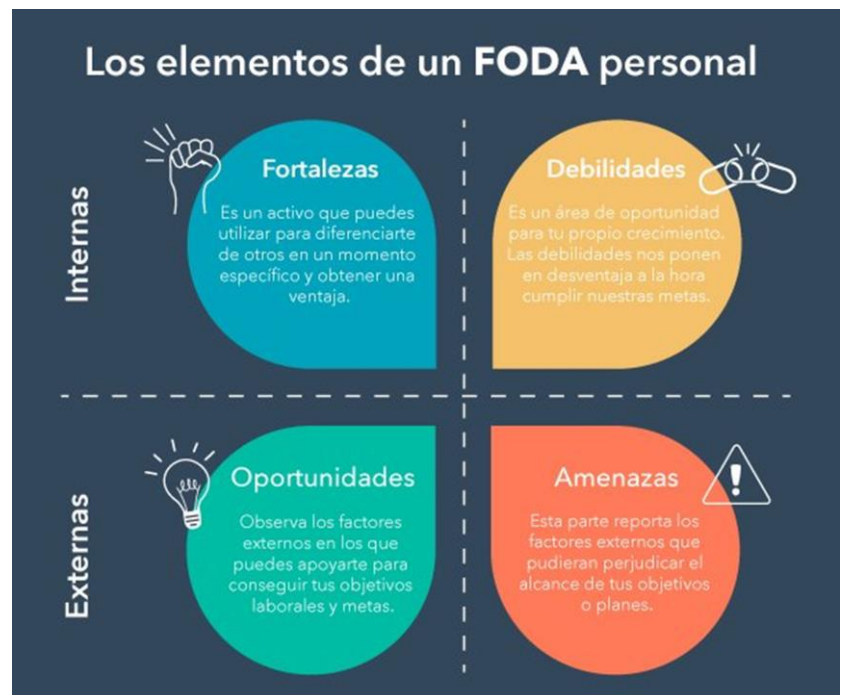 Los elementos de un FODA personal
Internas
Fortalezas
Es un activo que puedes
utilizar para diferenciarte
de otros en un momento
específico y obtener una
ventaja.
Debilidades
Es un área de oportunidad
para tu propio crecimiento.
Las debilidades nos ponen
en desventaja a la hora
cumplir nuestras metas.
Externas
Oportunidades
Observa los factores
externos en los que
puedes apoyarte para
conseguir tus objetivos
laborales y metas.
Amenazas
Esta parte reporta los
factores externos que
pudieran perjudicar el
alcance de tus objetivos
o planes.